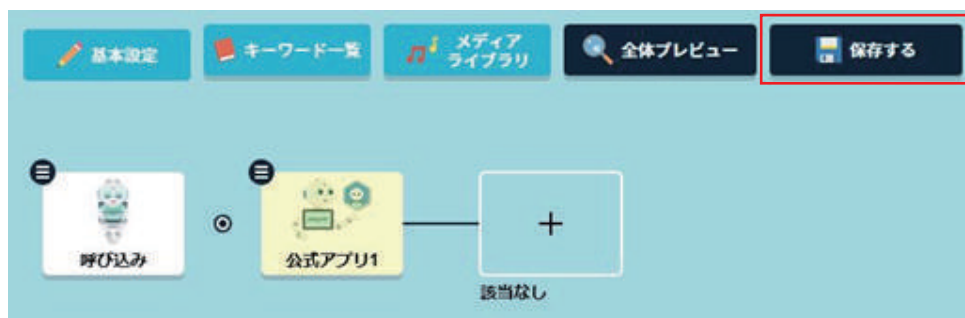 基本設定
キーワード一覧
メディア
ライブラリ
全体プレビュー
保存する
呼び込み
公式アプリ1
該当なし